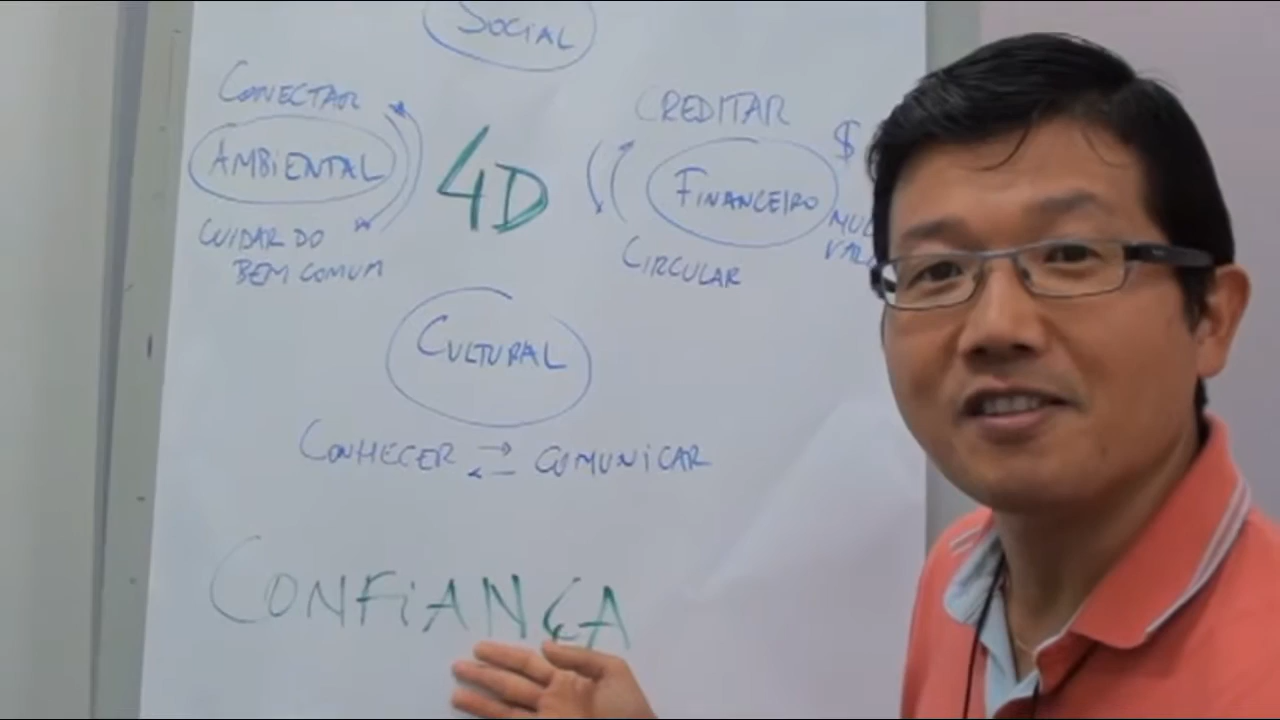 SOCIAL
CONECTAR
AMBIENTAL
CUIDAR DO
BEM COMUM
4D
CREDITAR
FINANCEIRO
$
CIRCULAR
CULTURAL
CONHECER COMUNICAR
CONFIANÇA